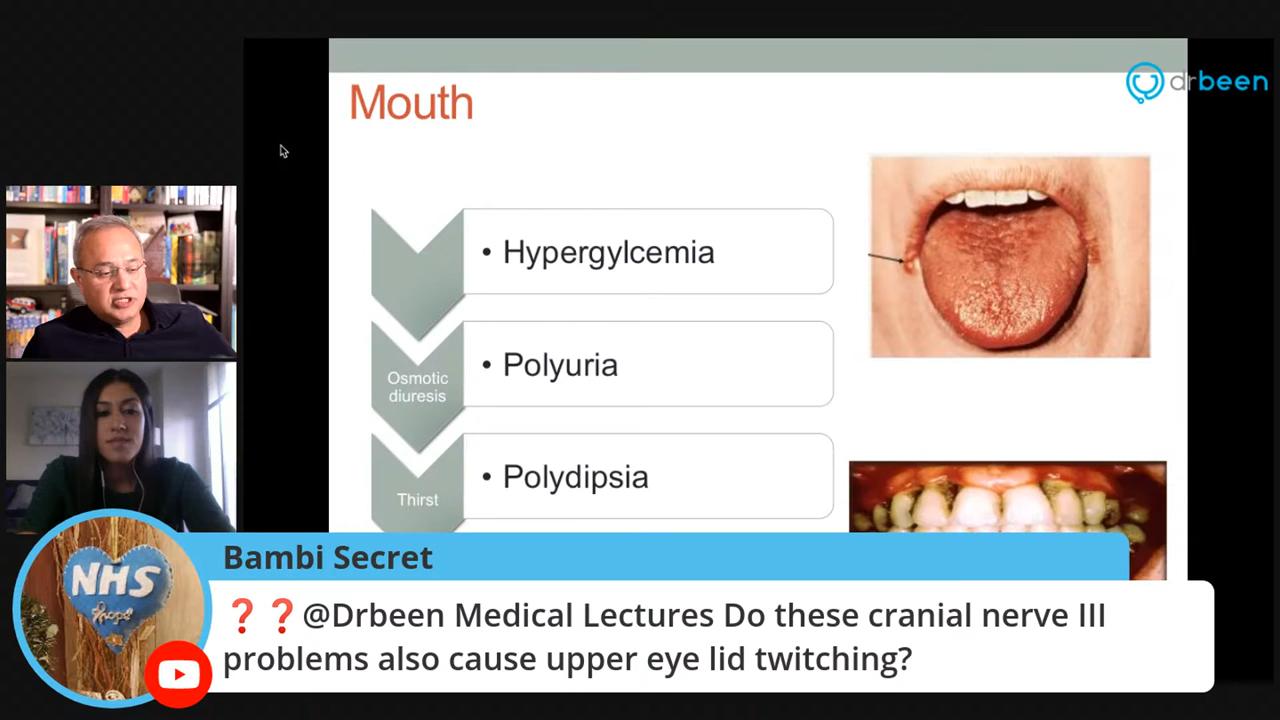 drbeen
Mouth
• Hypergylcemia
• Polyuria
Osmotic
diuresis
• Polydipsia
Thirst
NHS
hope
Bambi Secret
❓❓@Drbeen Medical Lectures Do these cranial nerve III
problems also cause upper eye lid twitching?